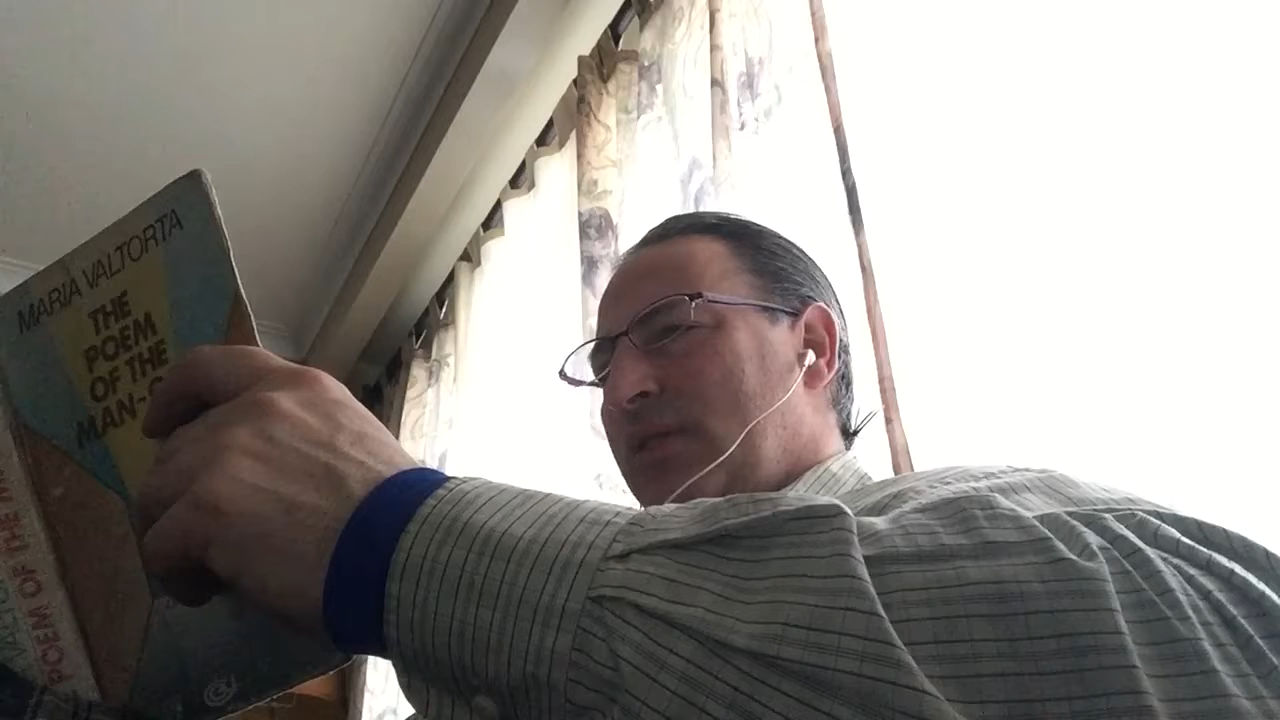 MARIA VALTORTA
THE
POEM
OF THE
MAN-
POEM OF THE